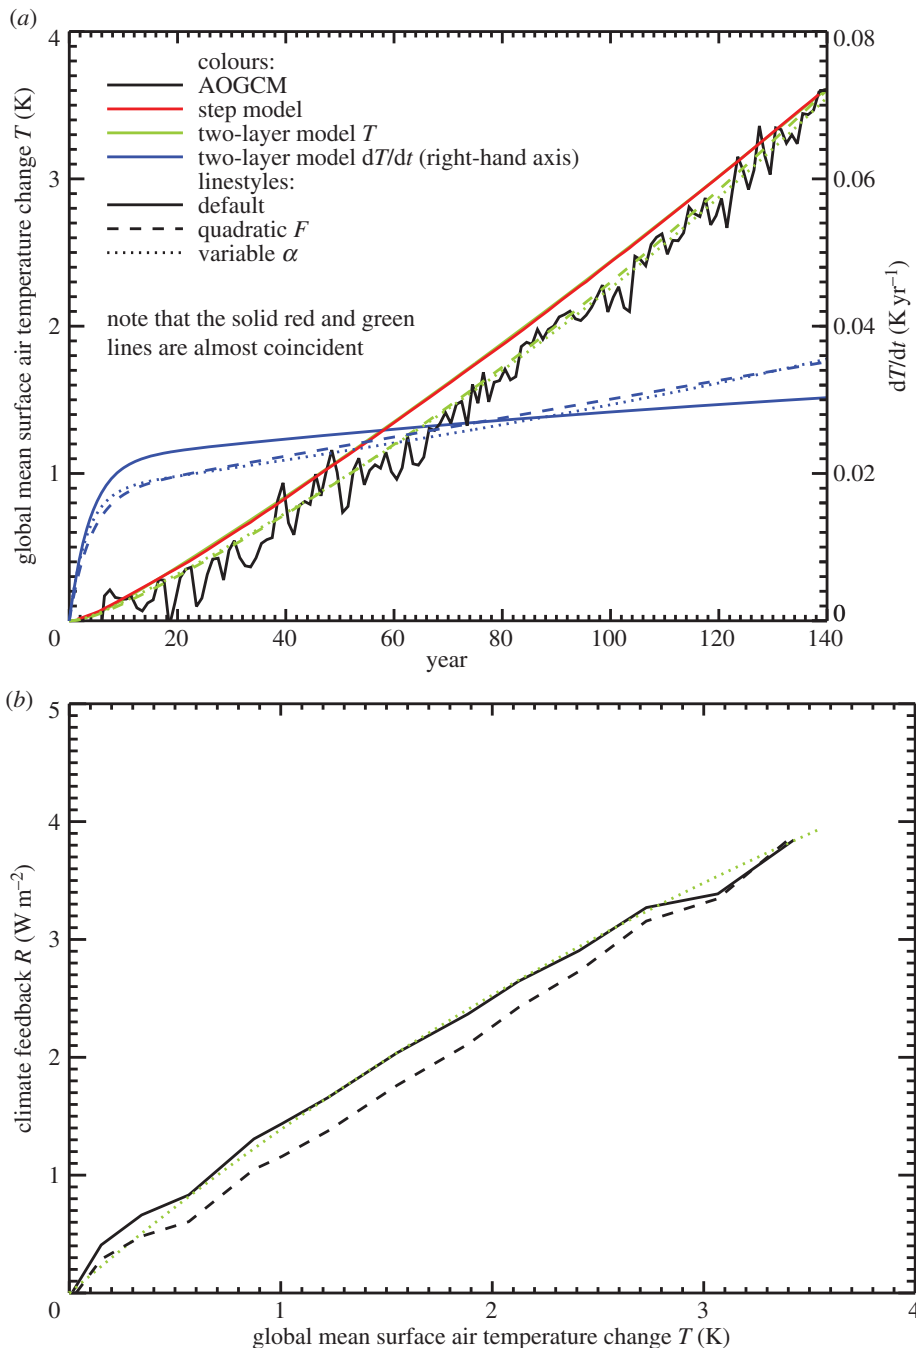 (a)
4
3
2
1
0
global mean surface air temperature change T (K)
colours:
AOGCM
step model
two-layer model T
two-layer model dT/dt (right-hand axis)
linestyles:
default
quadratic F
variable α
note that the solid red and green
lines are almost coincident
0.08
0.06
0.04
0.02
0
dT/dt (K yr⁻¹)
20 40 60 80 100 120 140
year
(b)
5
4
3
2
1
0
climate feedback R (W m⁻²)
1 2 3 4
global mean surface air temperature change T (K)